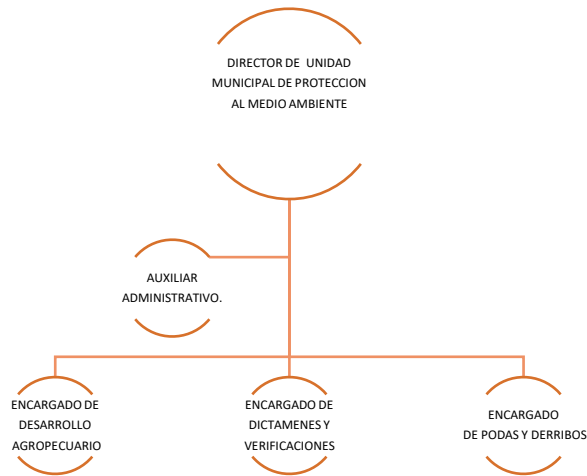 DIRECTOR DE UNIDAD
MUNICIPAL DE PROTECCION
AL MEDIO AMBIENTE
AUXILIAR
ADMINISTRATIVO.
ENCARGADO DE
DESARROLLO
AGROPECUARIO
ENCARGADO DE
DICTAMENES Y
VERIFICACIONES
ENCARGADO
DE PODAS Y DERRIBOS